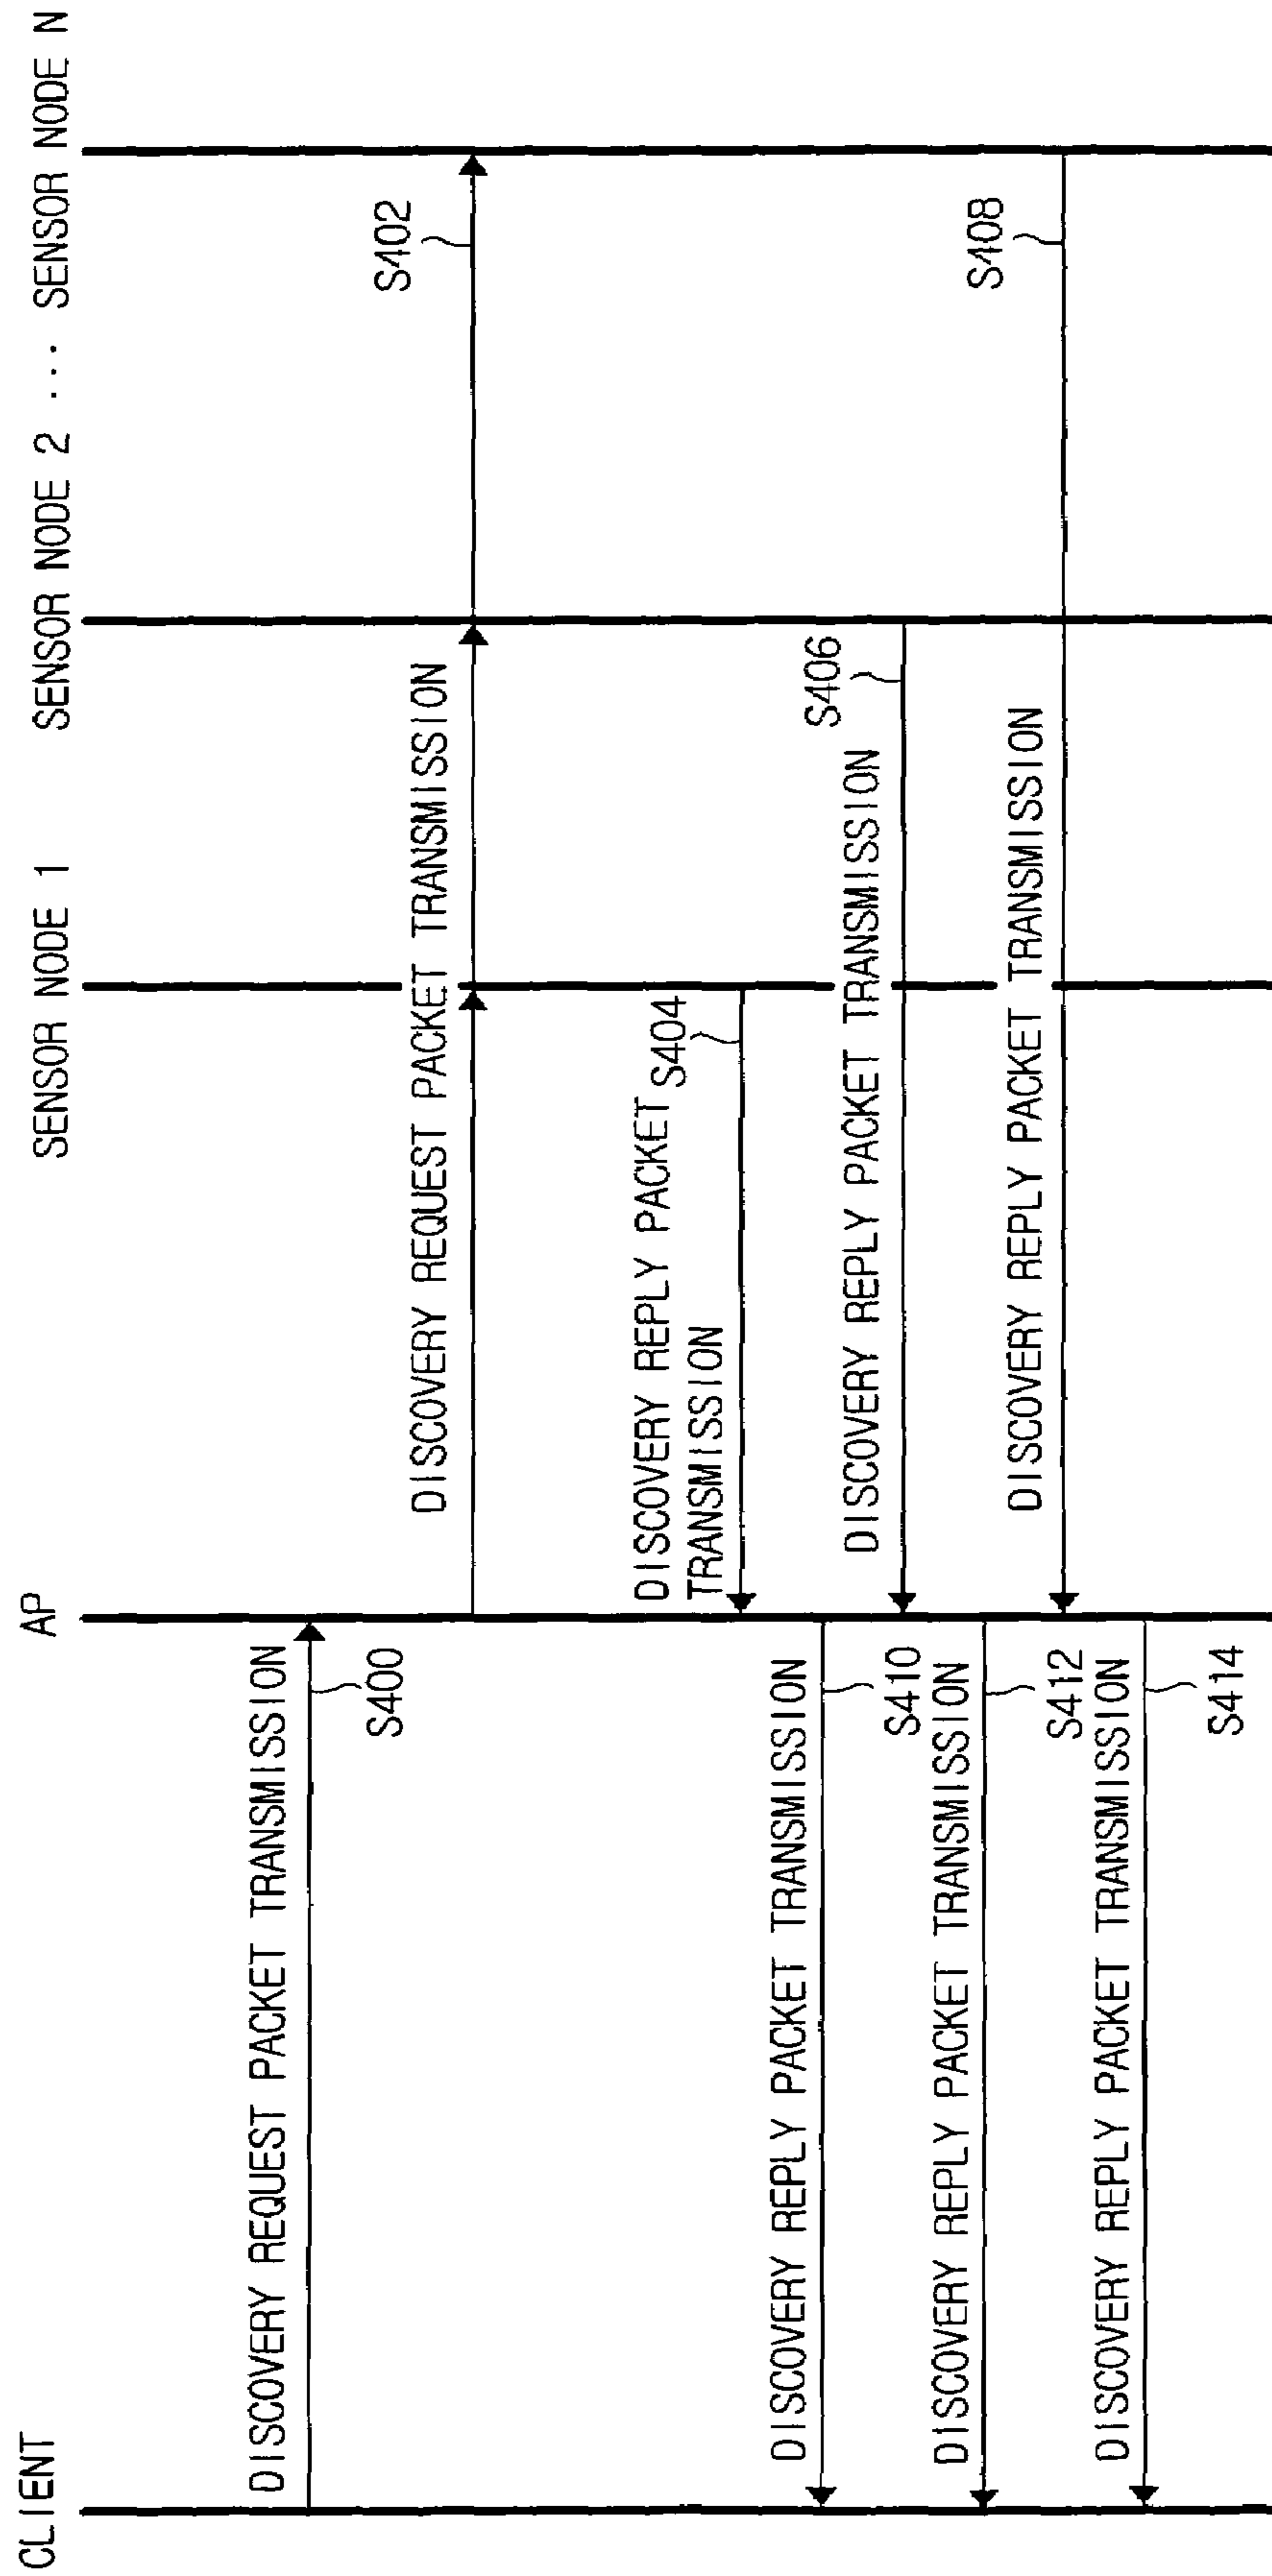 CLIENT
AP
SENSOR NODE 1
SENSOR NODE 2 ... SENSOR NODE N
DISCOVERY REQUEST PACKET TRANSMISSION
S400
DISCOVERY REQUEST PACKET TRANSMISSION
S402
DISCOVERY REPLY PACKET
TRANSMISSION
S404
DISCOVERY REPLY PACKET TRANSMISSION
S410
DISCOVERY REPLY PACKET TRANSMISSION
S406
DISCOVERY REPLY PACKET TRANSMISSION
S412
DISCOVERY REPLY PACKET TRANSMISSION
S408
DISCOVERY REPLY PACKET TRANSMISSION
S414